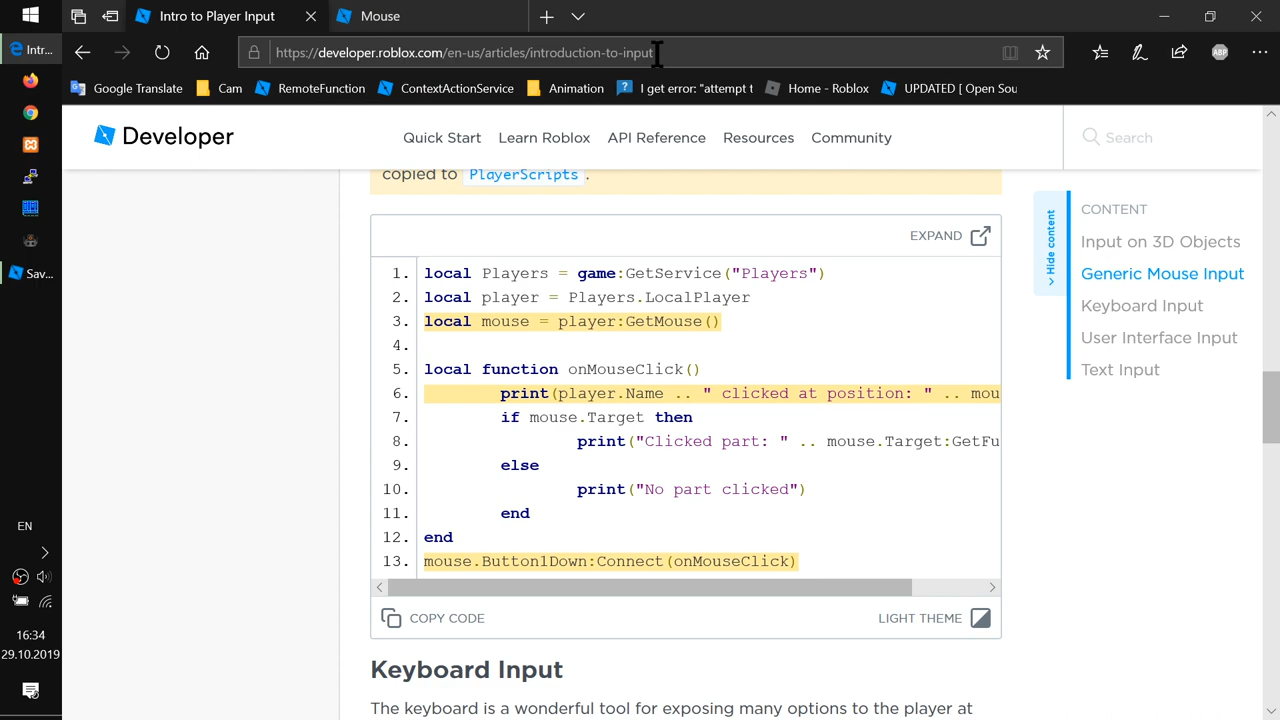 Intro to Player Input
Mouse
Intr...
https://developer.roblox.com/en-us/articles/introduction-to-input
ABP
Google Translate
Cam
RemoteFunction
ContextActionService
Animation
I get error: "attempt t
Home - Roblox
UPDATED [ Open Sou
Developer
Quick Start
Learn Roblox
API Reference
Resources
Community
Search
copied to PlayerScripts .
EXPAND
1. local Players = game:GetService("Players")
2. local player = Players.LocalPlayer
3. local mouse = player:GetMouse()
4.
5. local function onMouseClick()
6. print(player.Name .. " clicked at position: " .. mou
7. if mouse.Target then
8. print("Clicked part: " .. mouse.Target:GetFu
9. else
10. print("No part clicked")
11. end
12. end
13. mouse.Button1Down:Connect(onMouseClick)
COPY CODE
LIGHT THEME
Keyboard Input
The keyboard is a wonderful tool for exposing many options to the player at
Hide content
CONTENT
Input on 3D Objects
Generic Mouse Input
Keyboard Input
User Interface Input
Text Input
Sav...
EN
16:34
29.10.2019